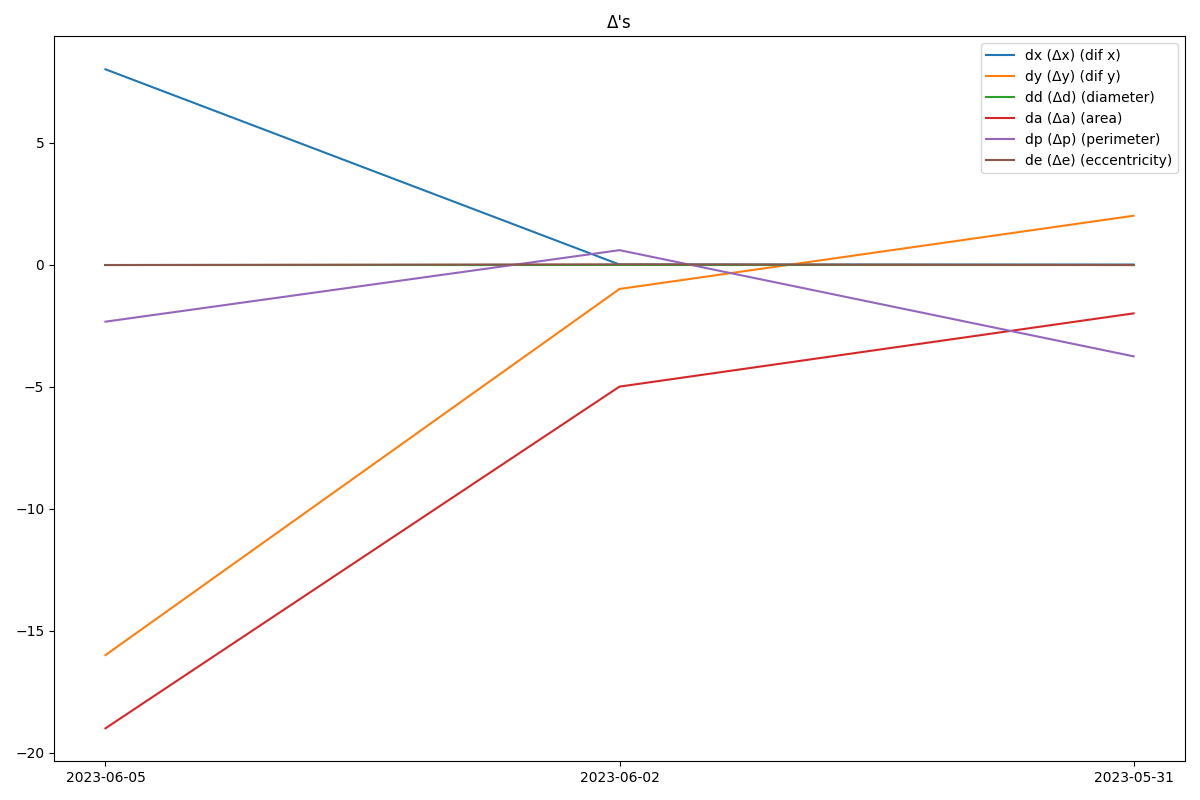 Δ's
dx (Δx) (dif x)
dy (Δy) (dif y)
dd (Δd) (diameter)
da (Δa) (area)
dp (Δp) (perimeter)
de (Δe) (eccentricity)
5
0
−5
−10
−15
−20
2023-06-05 2023-06-02 2023-05-31